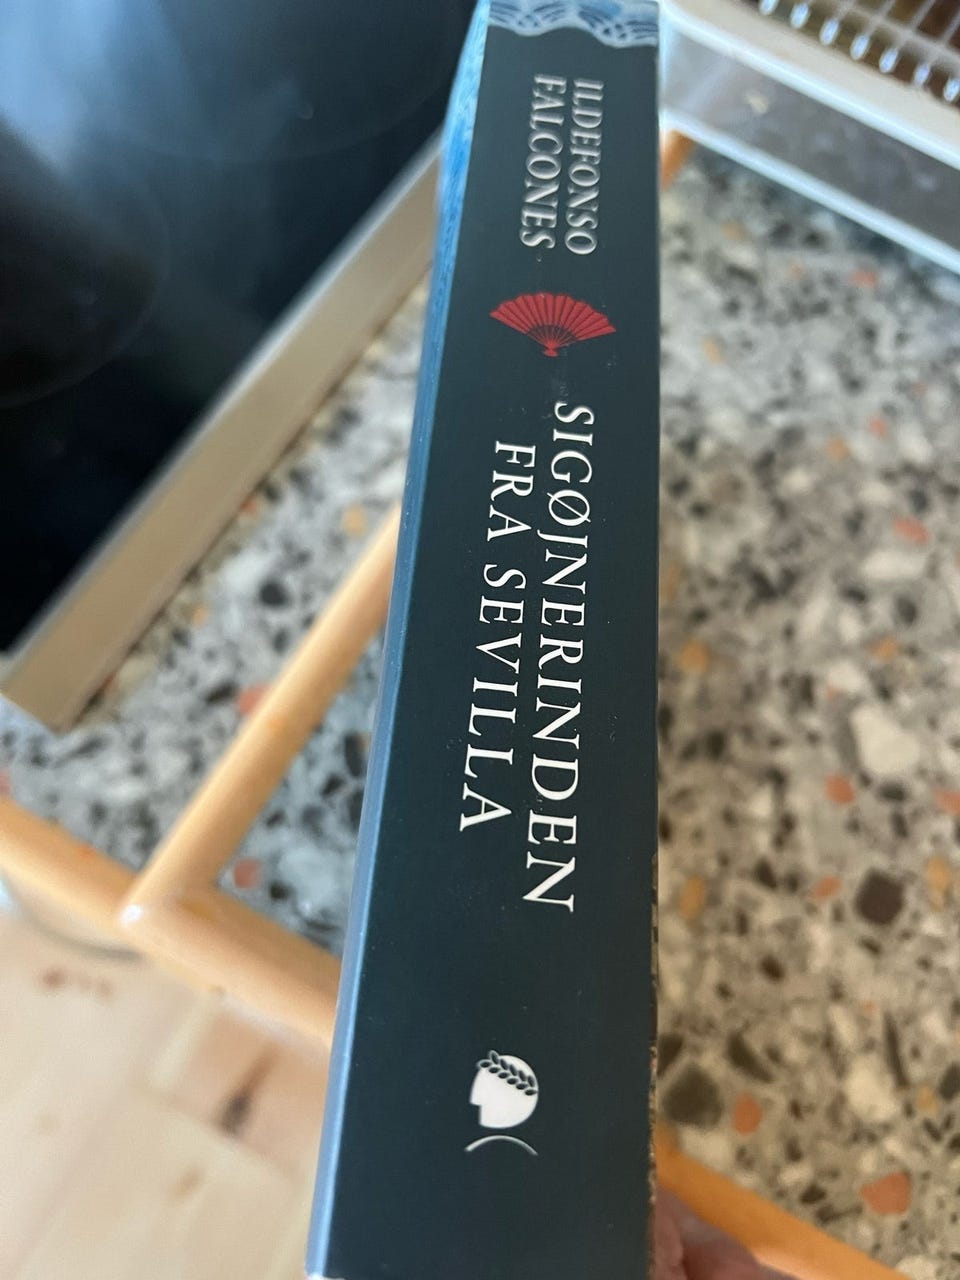 ILDEFONSO
FALCONES
SIGØJNERINDEN
FRA SEVILLA